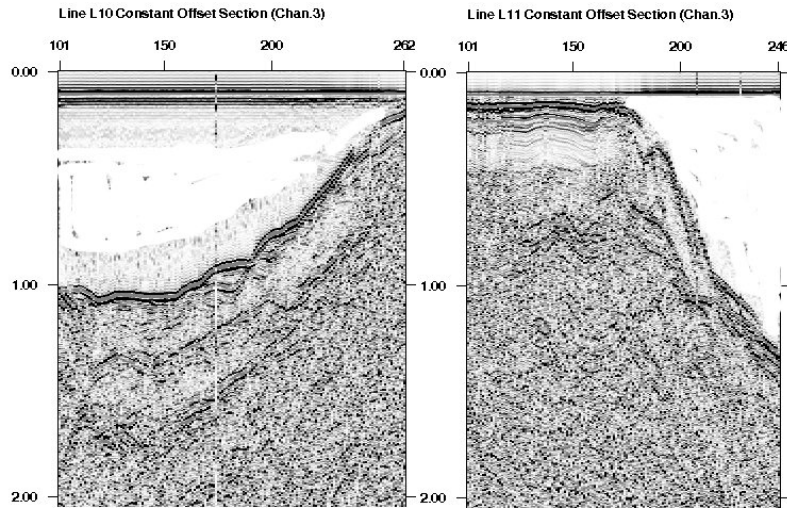 Line L10 Constant Offset Section (Chan.3)
101 150 200 262
0.00
1.00
2.00
Line L11 Constant Offset Section (Chan.3)
101 150 200 246
0.00
1.00
2.00